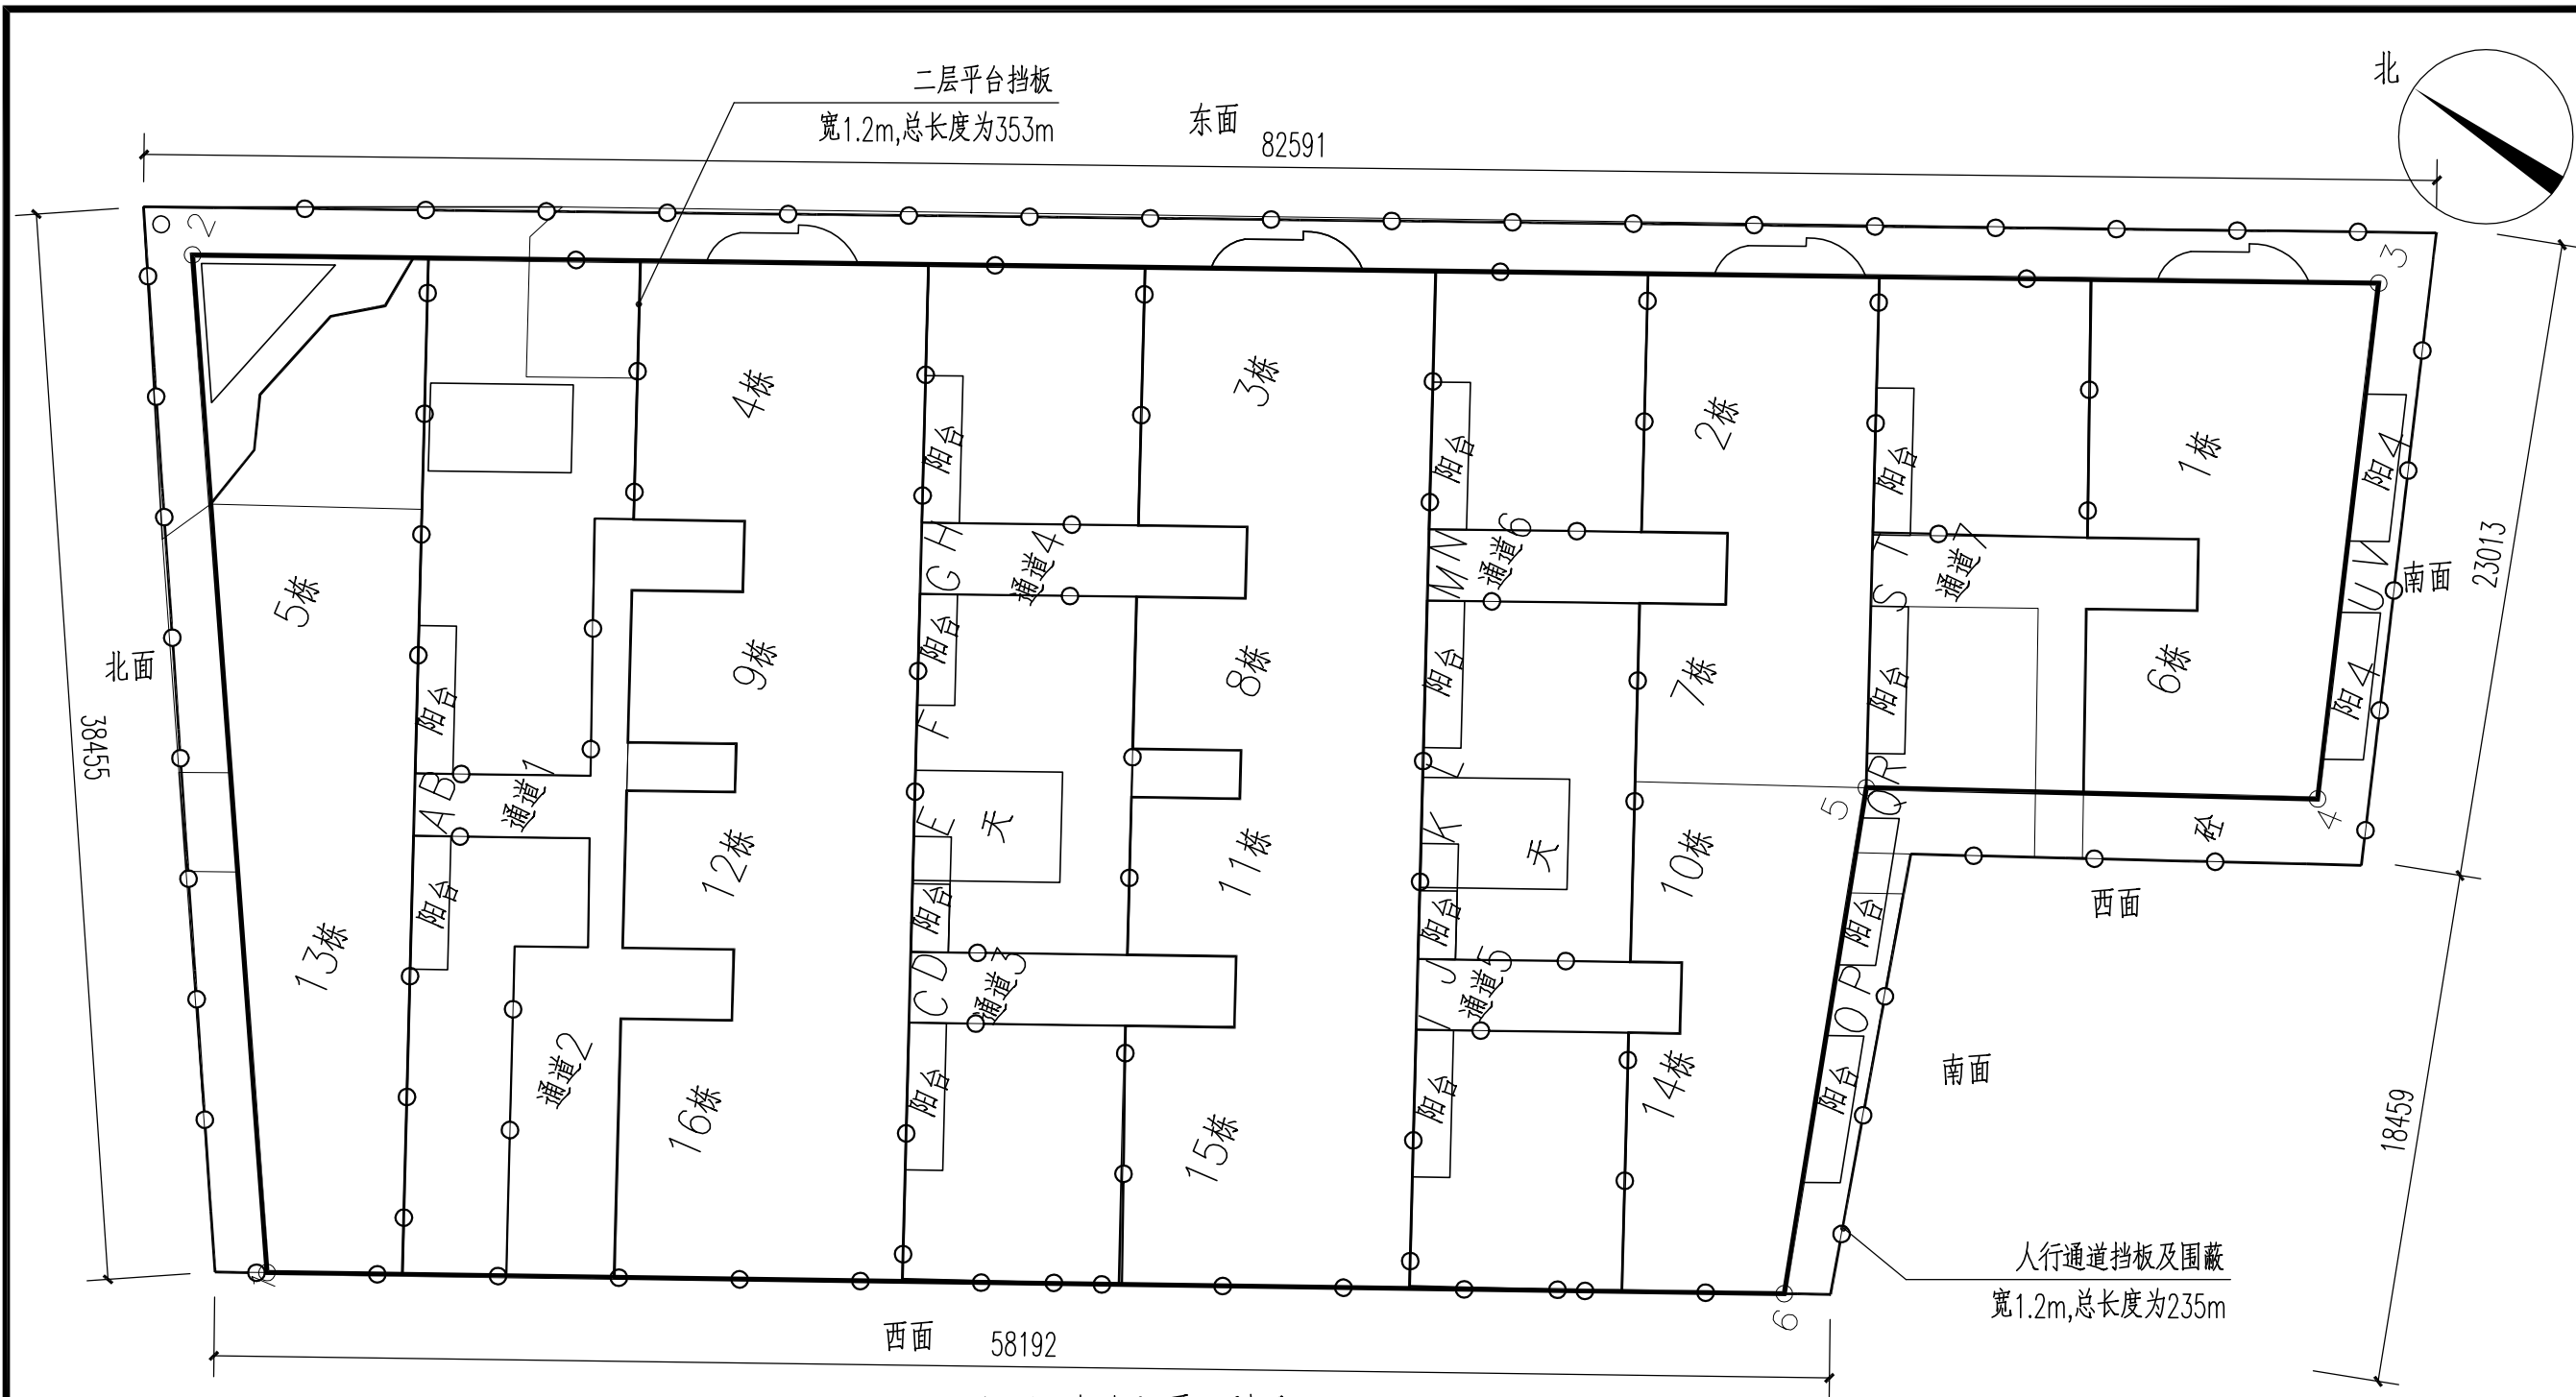 北
二层平台挡板
宽1.2m,总长度为353m
东面
82591
2
3
4栋
3栋
2栋
1栋
阳台
阳台
阳台
阳4
G H
通道4
M N
通道6
S T
通道7
U V
南面
23013
5栋
北面
38455
9栋
8栋
7栋
6栋
阳台
阳台
阳台
阳台
阳4
A B
通道1
F
E
天
L
K
天
Q R
5
4
砼
12栋
11栋
10栋
阳台
阳台
阳台
阳台
西面
13栋
C D
通道3
J
I
通道5
O P
通道2
南面
16栋
15栋
14栋
阳台
阳台
阳台
18459
人行通道挡板及围蔽
宽1.2m,总长度为235m
1
6
西面
58192